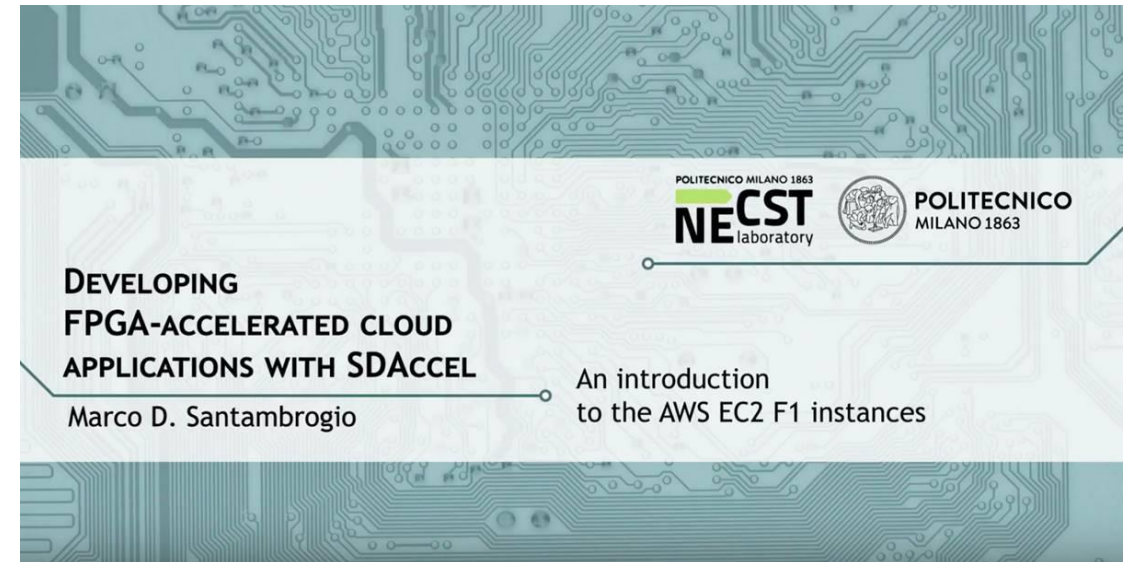 POLITECNICO MILANO 1863
NECST
laboratory
POLITECNICO
MILANO 1863
DEVELOPING
FPGA-ACCELERATED CLOUD
APPLICATIONS WITH SDACCEL
Marco D. Santambrogio
An introduction
to the AWS EC2 F1 instances